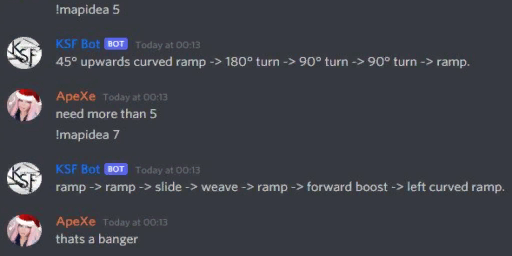 !mapidea 5
KSF Bot BOT Today at 00:13
45° upwards curved ramp -> 180° turn -> 90° turn -> 90° turn -> ramp.
ApeXe Today at 00:13
need more than 5
!mapidea 7
KSF Bot BOT Today at 00:13
ramp -> ramp -> slide -> weave -> ramp -> forward boost -> left curved ramp.
ApeXe Today at 00:13
thats a banger